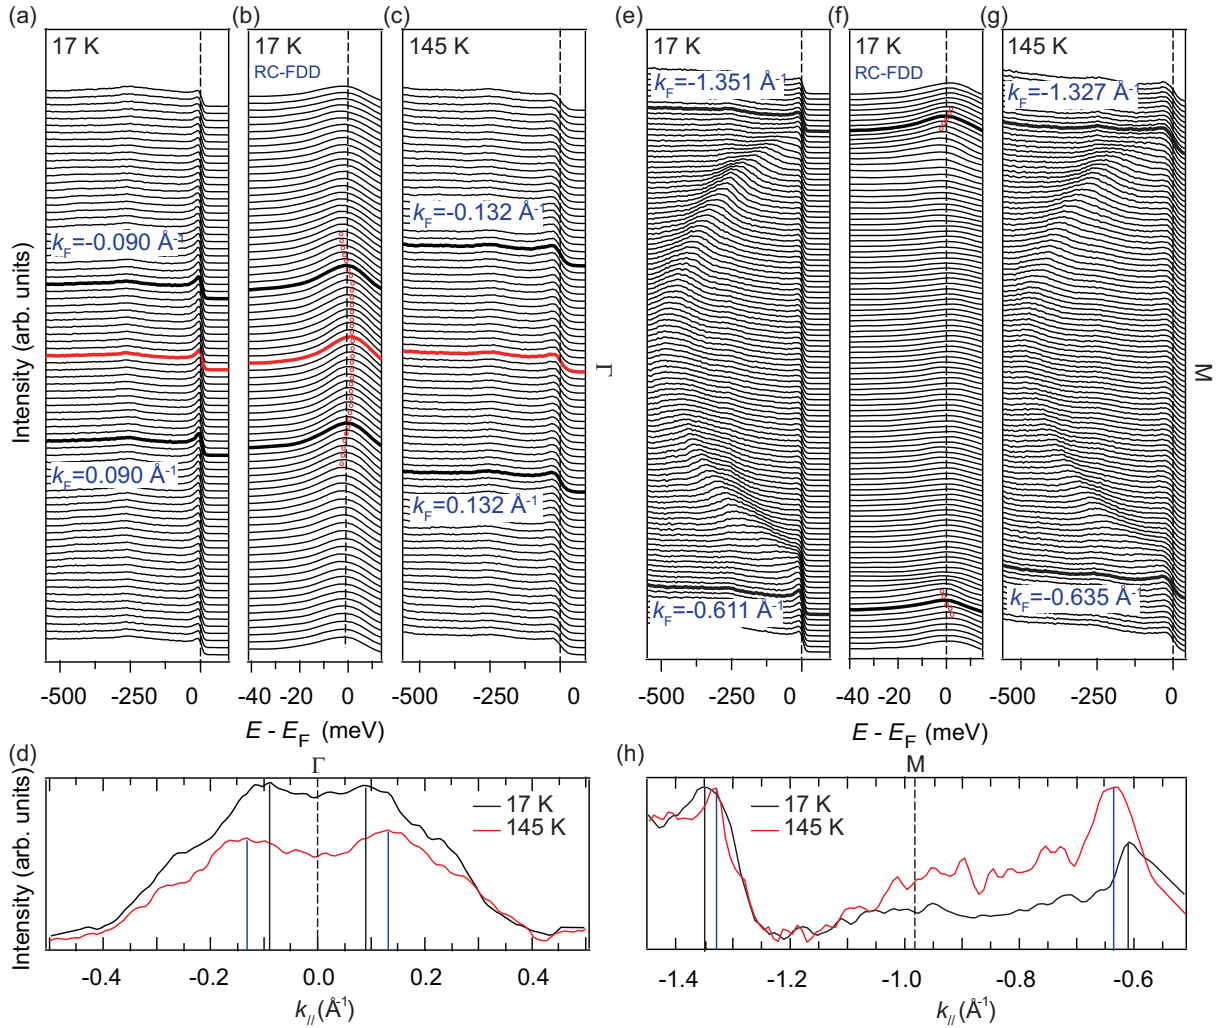 (a)
(b)
(c)
(e)
(f)
(g)
17 K
17 K
RC-FDD
145 K
17 K
17 K
RC-FDD
145 K
kF=-0.090 Å-1
kF=0.090 Å-1
kF=-0.132 Å-1
kF=0.132 Å-1
kF=-1.351 Å-1
kF=-0.611 Å-1
kF=-1.327 Å-1
kF=-0.635 Å-1
Intensity (arb. units)
Γ
M
-500 -250 0
-40 -20 0
-500 -250 0
-500 -250 0
-40 -20 0
-500 -250 0
E - EF (meV)
E - EF (meV)
(d)
Γ
17 K
145 K
Intensity (arb. units)
-0.4 -0.2 0.0 0.2 0.4
k// (Å-1)
(h)
M
17 K
145 K
Intensity (arb. units)
-1.4 -1.2 -1.0 -0.8 -0.6
k// (Å-1)